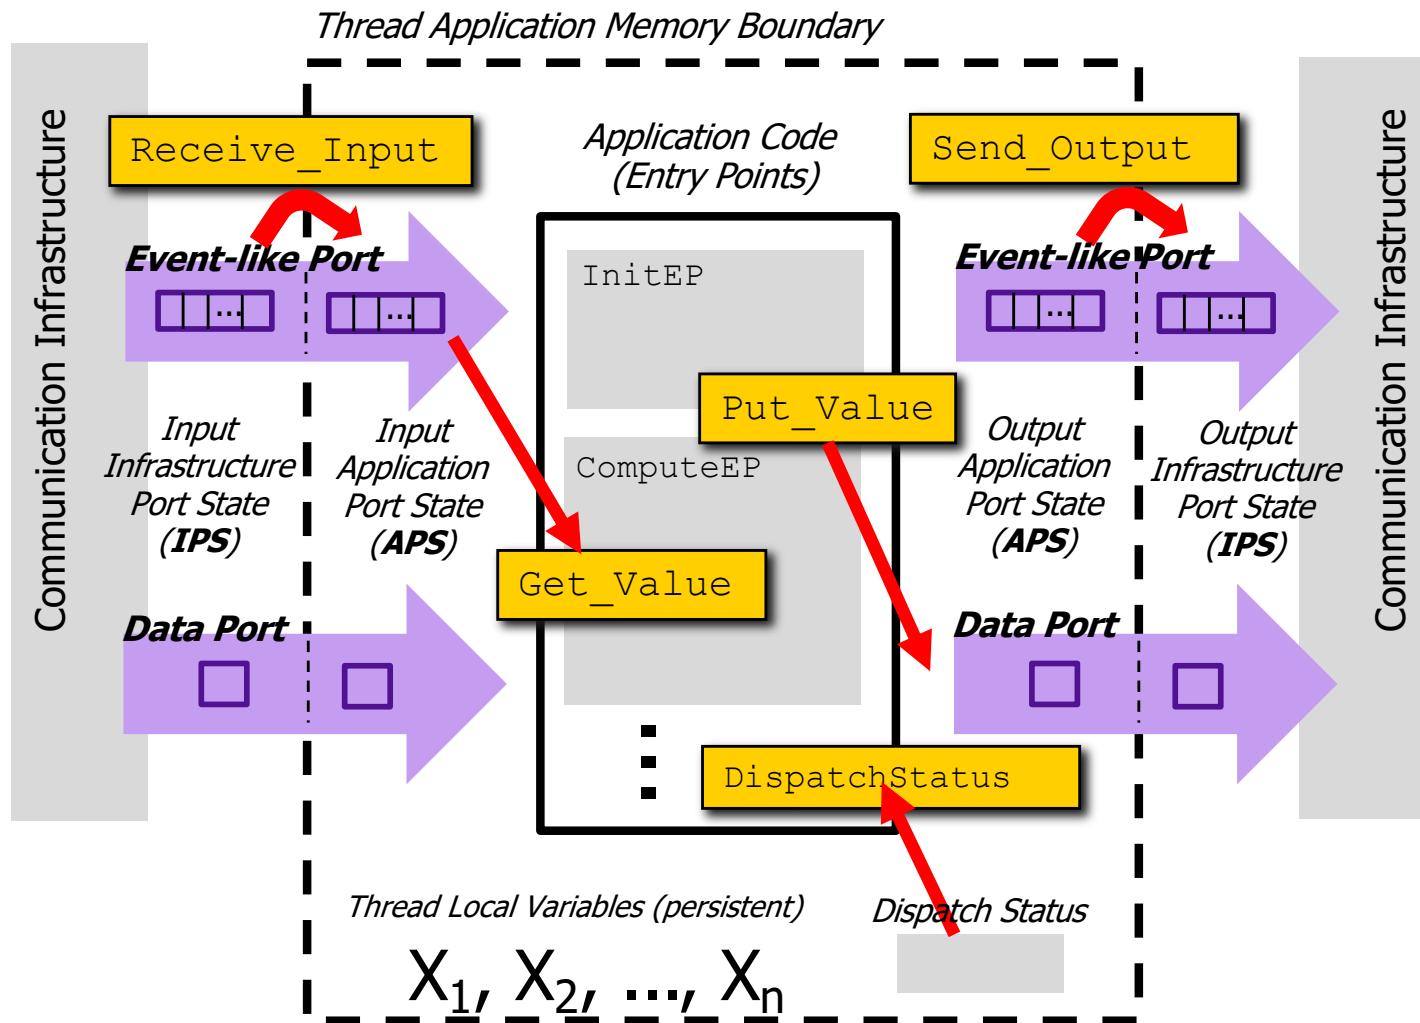 Thread Application Memory Boundary
Communication Infrastructure
Receive_Input
Application Code
(Entry Points)
Send_Output
Communication Infrastructure
Event-like Port
...
...
InitEP
Event-like Port
...
...
Put_Value
Input
Infrastructure
Port State
(IPS)
Input
Application
Port State
(APS)
ComputeEP
Output
Application
Port State
(APS)
Output
Infrastructure
Port State
(IPS)
Get_Value
Data Port
Data Port
DispatchStatus
Thread Local Variables (persistent)
X1, X2, ..., Xn
Dispatch Status